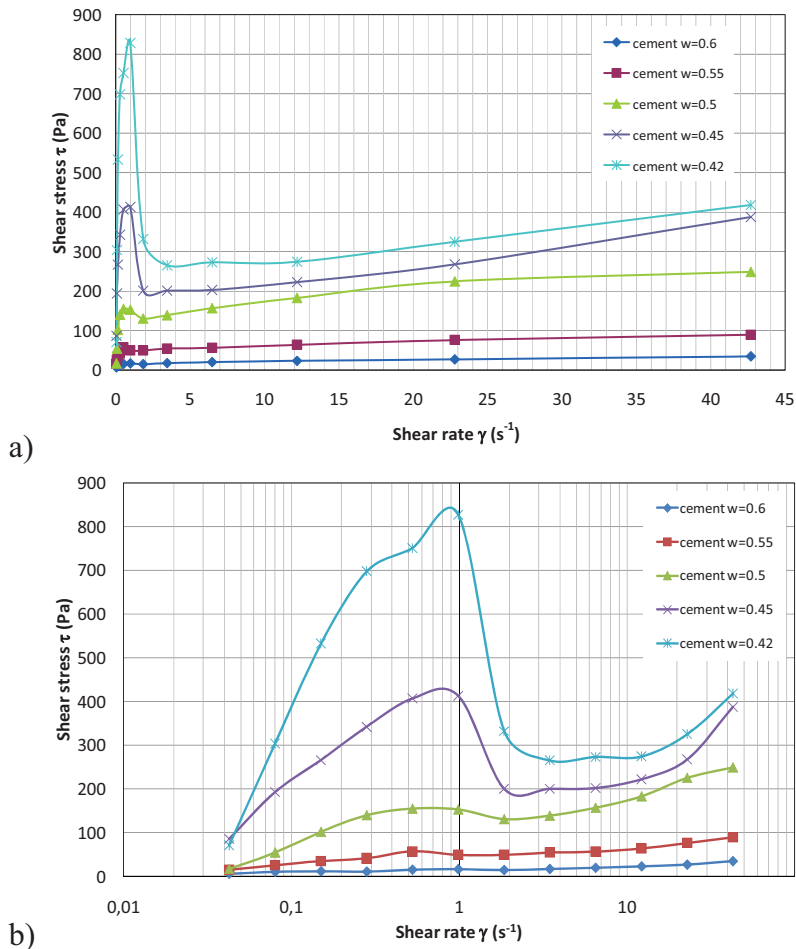 900
800
700
600
500
400
300
200
100
0
Shear stress τ (Pa)
cement w=0.6
cement w=0.55
cement w=0.5
cement w=0.45
cement w=0.42
0 5 10 15 20 25 30 35 40 45
Shear rate γ (s-1)
a)
900
800
700
600
500
400
300
200
100
0
Shear stress τ (Pa)
cement w=0.6
cement w=0.55
cement w=0.5
cement w=0.45
cement w=0.42
0,01 0,1 1 10
Shear rate γ (s-1)
b)